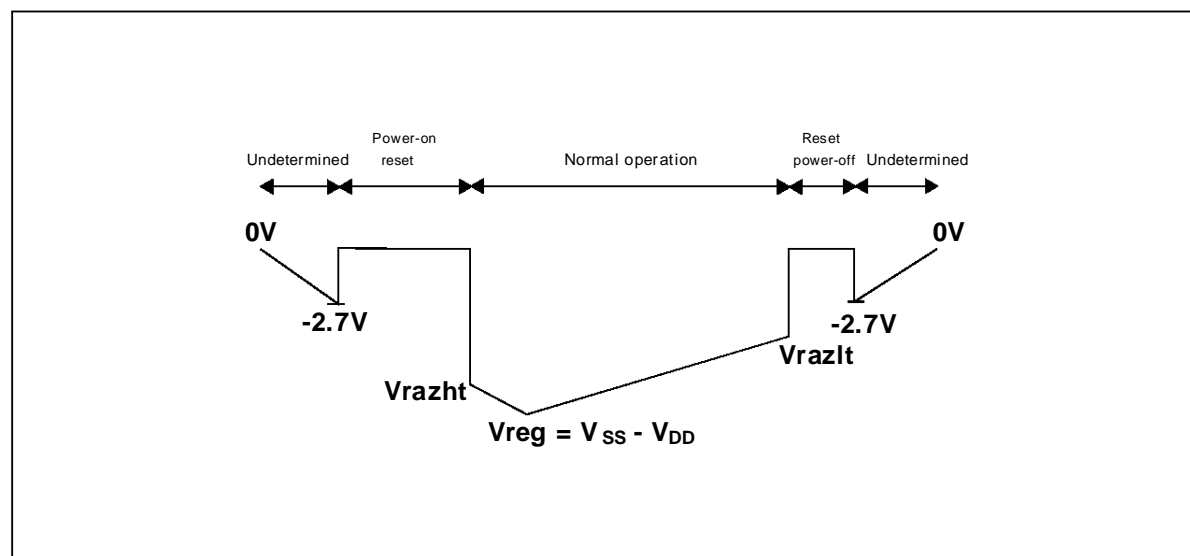 Power-on
reset
Reset
power-off
Undetermined
Normal operation
Undetermined
0V
0V
-2.7V
-2.7V
Vrazht
Vrazlt
Vreg = VSS - VDD